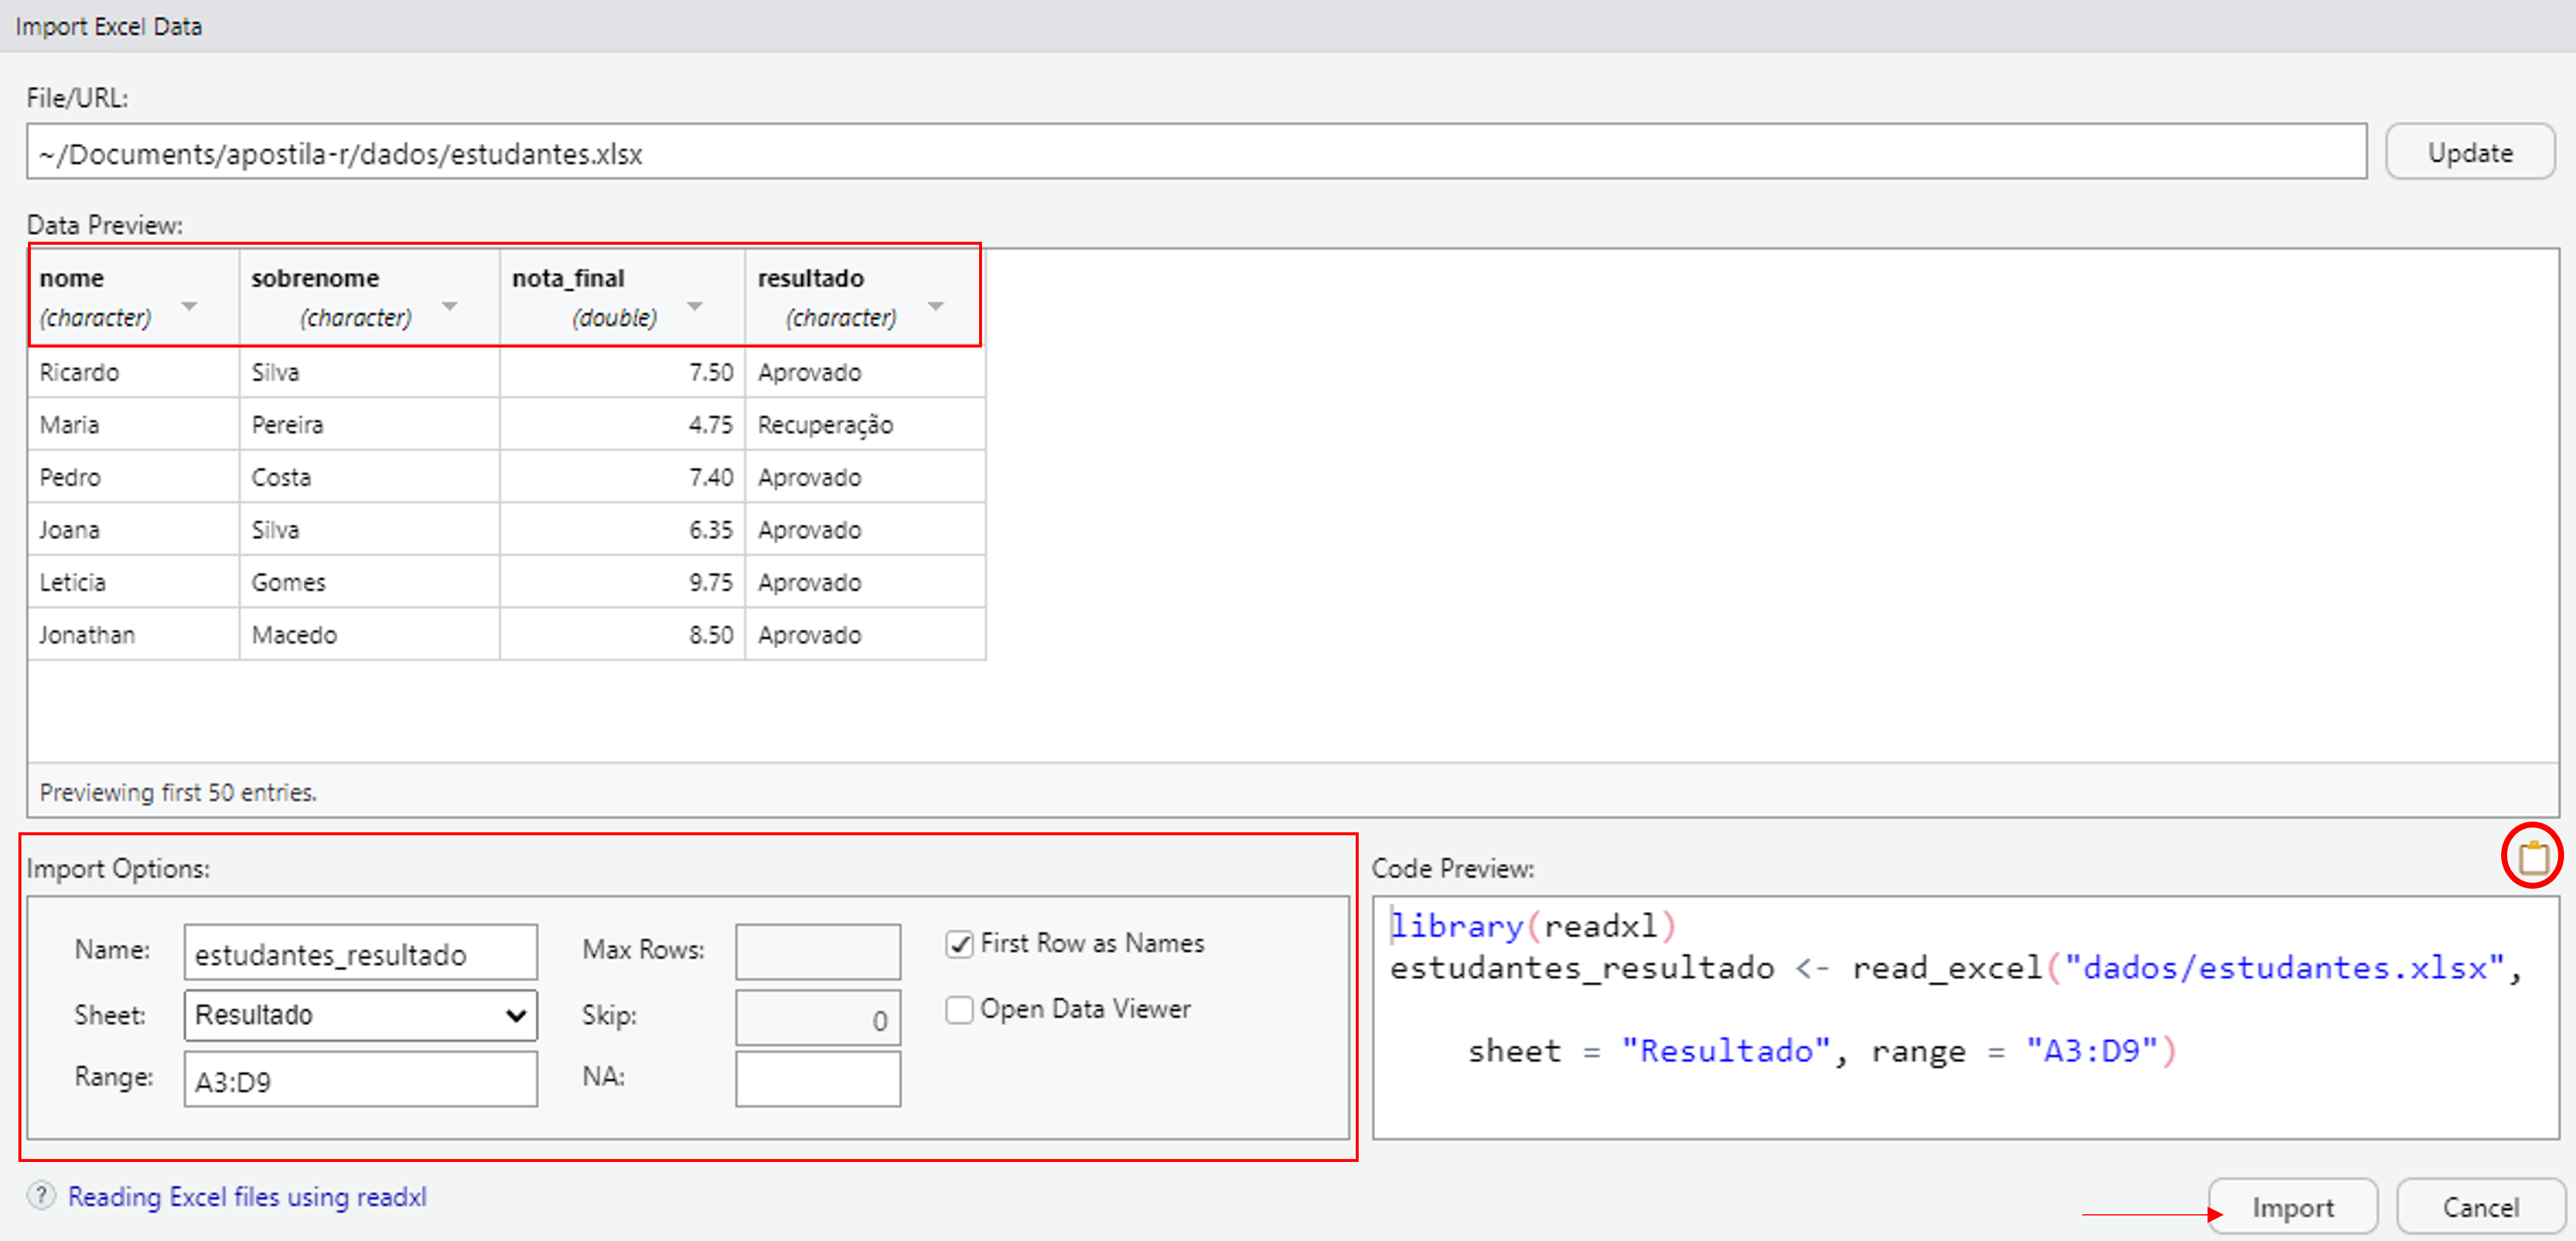 Import Excel Data
File/URL:
~/Documents/apostila-r/dados/estudantes.xlsx Update
Data Preview:
nome sobrenome nota_final resultado
(character) (character) (double) (character)
Ricardo Silva 7.50 Aprovado
Maria Pereira 4.75 Recuperação
Pedro Costa 7.40 Aprovado
Joana Silva 6.35 Aprovado
Leticia Gomes 9.75 Aprovado
Jonathan Macedo 8.50 Aprovado
Previewing first 50 entries.
Import Options:
Name: estudantes_resultado Max Rows: First Row as Names
Sheet: Resultado Skip: 0 Open Data Viewer
Range: A3:D9 NA:
Code Preview:
library(readxl)
estudantes_resultado <- read_excel("dados/estudantes.xlsx",
sheet = "Resultado", range = "A3:D9")
? Reading Excel files using readxl
Import Cancel